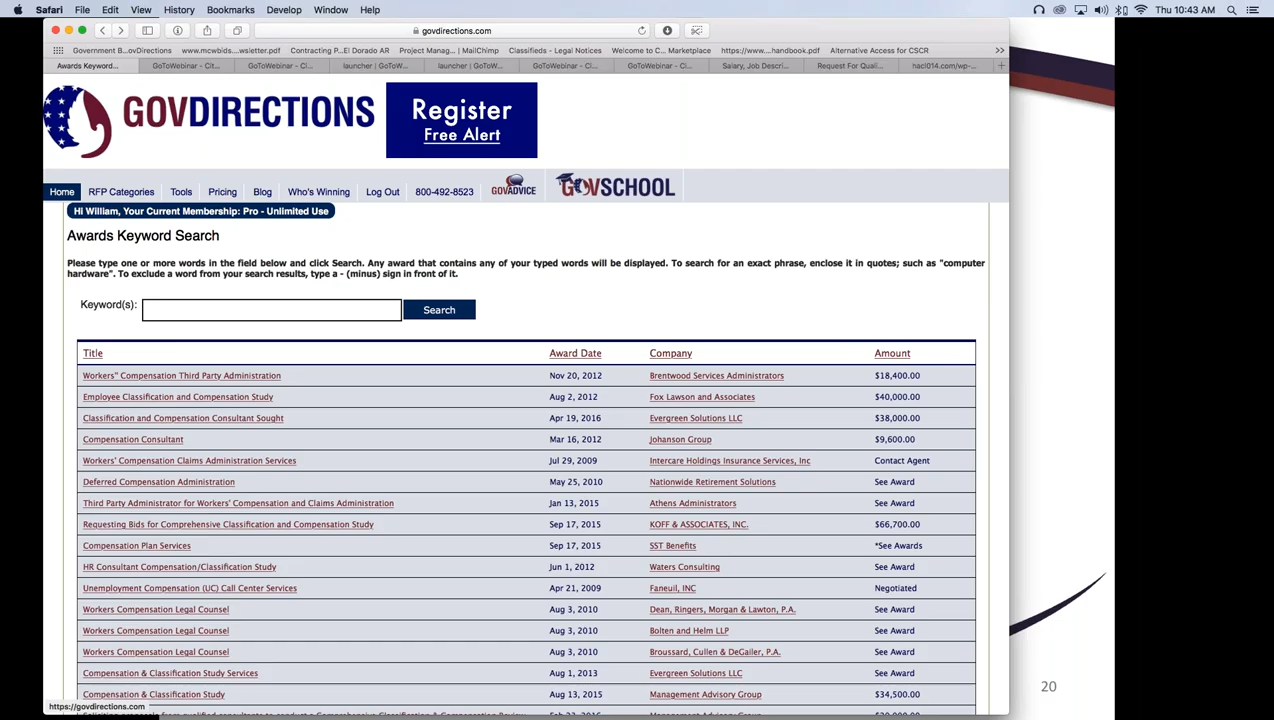 Safari File Edit View History Bookmarks Develop Window Help Thu 10:43 AM
govdirections.com
Government B...ovDirections www.mcwbids....wsletter.pdf Contracting P...El Dorado AR Project Manag... | MailChimp Classifieds - Legal Notices Welcome to C... Marketplace https://www....handbook.pdf Alternative Access for CSCR >>
Awards Keyword... GoToWebinar - Cit... GoToWebinar - Ci... launcher | GoToW... launcher | GoToW... GoToWebinar - Ci... GoToWebinar - Ci... Salary, Job Descri... Request For Quali... hacl014.com/wp-... +
GOVDIRECTIONS
Register
Free Alert
Home RFP Categories Tools Pricing Blog Who's Winning Log Out 800-492-8523 GOVADVICE GOVSCHOOL
Hi William, Your Current Membership: Pro - Unlimited Use
Awards Keyword Search
Please type one or more words in the field below and click Search. Any award that contains any of your typed words will be displayed. To search for an exact phrase, enclose it in quotes; such as "computer
hardware". To exclude a word from your search results, type a - (minus) sign in front of it.
Keyword(s): Search
Title Award Date Company Amount
Workers'' Compensation Third Party Administration Nov 20, 2012 Brentwood Services Administrators $18,400.00
Employee Classification and Compensation Study Aug 2, 2012 Fox Lawson and Associates $40,000.00
Classification and Compensation Consultant Sought Apr 19, 2016 Evergreen Solutions LLC $38,000.00
Compensation Consultant Mar 16, 2012 Johanson Group $9,600.00
Workers' Compensation Claims Administration Services Jul 29, 2009 Intercare Holdings Insurance Services, Inc Contact Agent
Deferred Compensation Administration May 25, 2010 Nationwide Retirement Solutions See Award
Third Party Administrator for Workers' Compensation and Claims Administration Jan 13, 2015 Athens Administrators See Award
Requesting Bids for Comprehensive Classification and Compensation Study Sep 17, 2015 KOFF & ASSOCIATES, INC. $66,700.00
Compensation Plan Services Sep 17, 2015 SST Benefits *See Awards
HR Consultant Compensation/Classification Study Jun 1, 2012 Waters Consulting See Award
Unemployment Compensation (UC) Call Center Services Apr 21, 2009 Faneuil, INC Negotiated
Workers Compensation Legal Counsel Aug 3, 2010 Dean, Ringers, Morgan & Lawton, P.A. See Award
Workers Compensation Legal Counsel Aug 3, 2010 Bolten and Helm LLP See Award
Workers Compensation Legal Counsel Aug 3, 2010 Broussard, Cullen & DeGailer, P.A. See Award
Compensation & Classification Study Services Aug 1, 2013 Evergreen Solutions LLC See Award
Compensation & Classification Study Aug 13, 2015 Management Advisory Group $34,500.00
https://govdirections.com
20